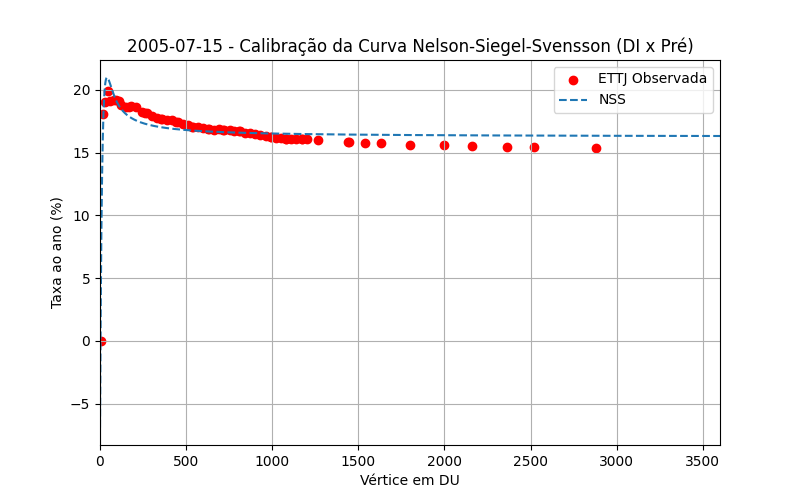 2005-07-15 - Calibração da Curva Nelson-Siegel-Svensson (DI x Pré)
ETTJ Observada
NSS
Taxa ao ano (%)
20
15
10
5
0
−5
0 500 1000 1500 2000 2500 3000 3500
Vértice em DU